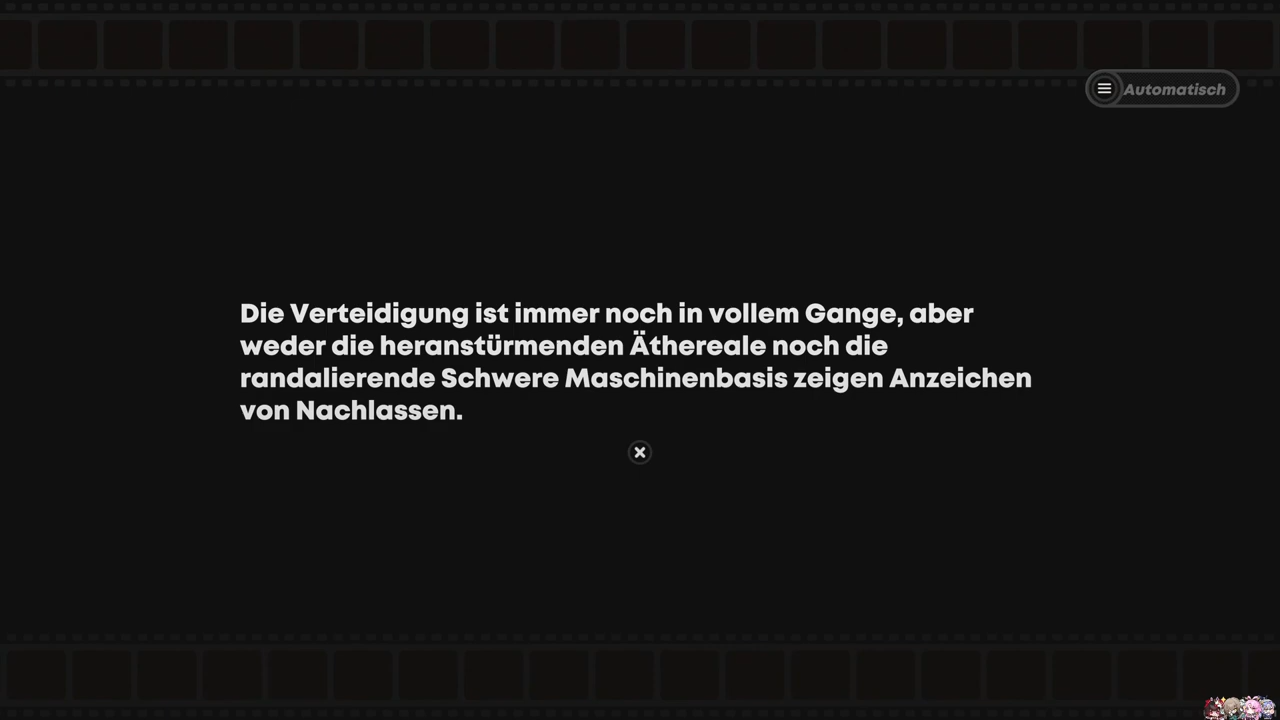 Automatisch
Die Verteidigung ist immer noch in vollem Gange, aber
weder die heranstürmenden Äthereale noch die
randalierende Schwere Maschinenbasis zeigen Anzeichen
von Nachlassen.